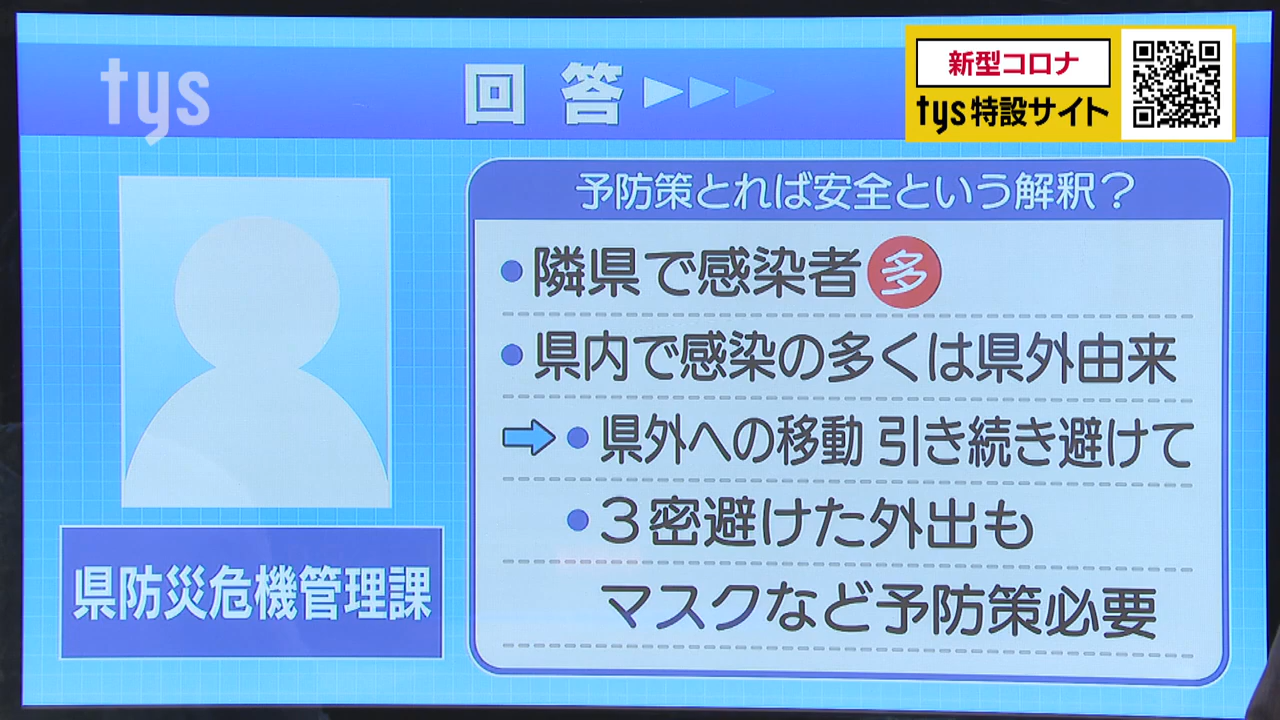 tys
回答
新型コロナ
tys特設サイト
予防策とれば安全という解釈？
・隣県で感染者 多
・県内で感染の多くは県外由来
・県外への移動 引き続き避けて
・３密避けた外出も
マスクなど予防策必要
県防災危機管理課